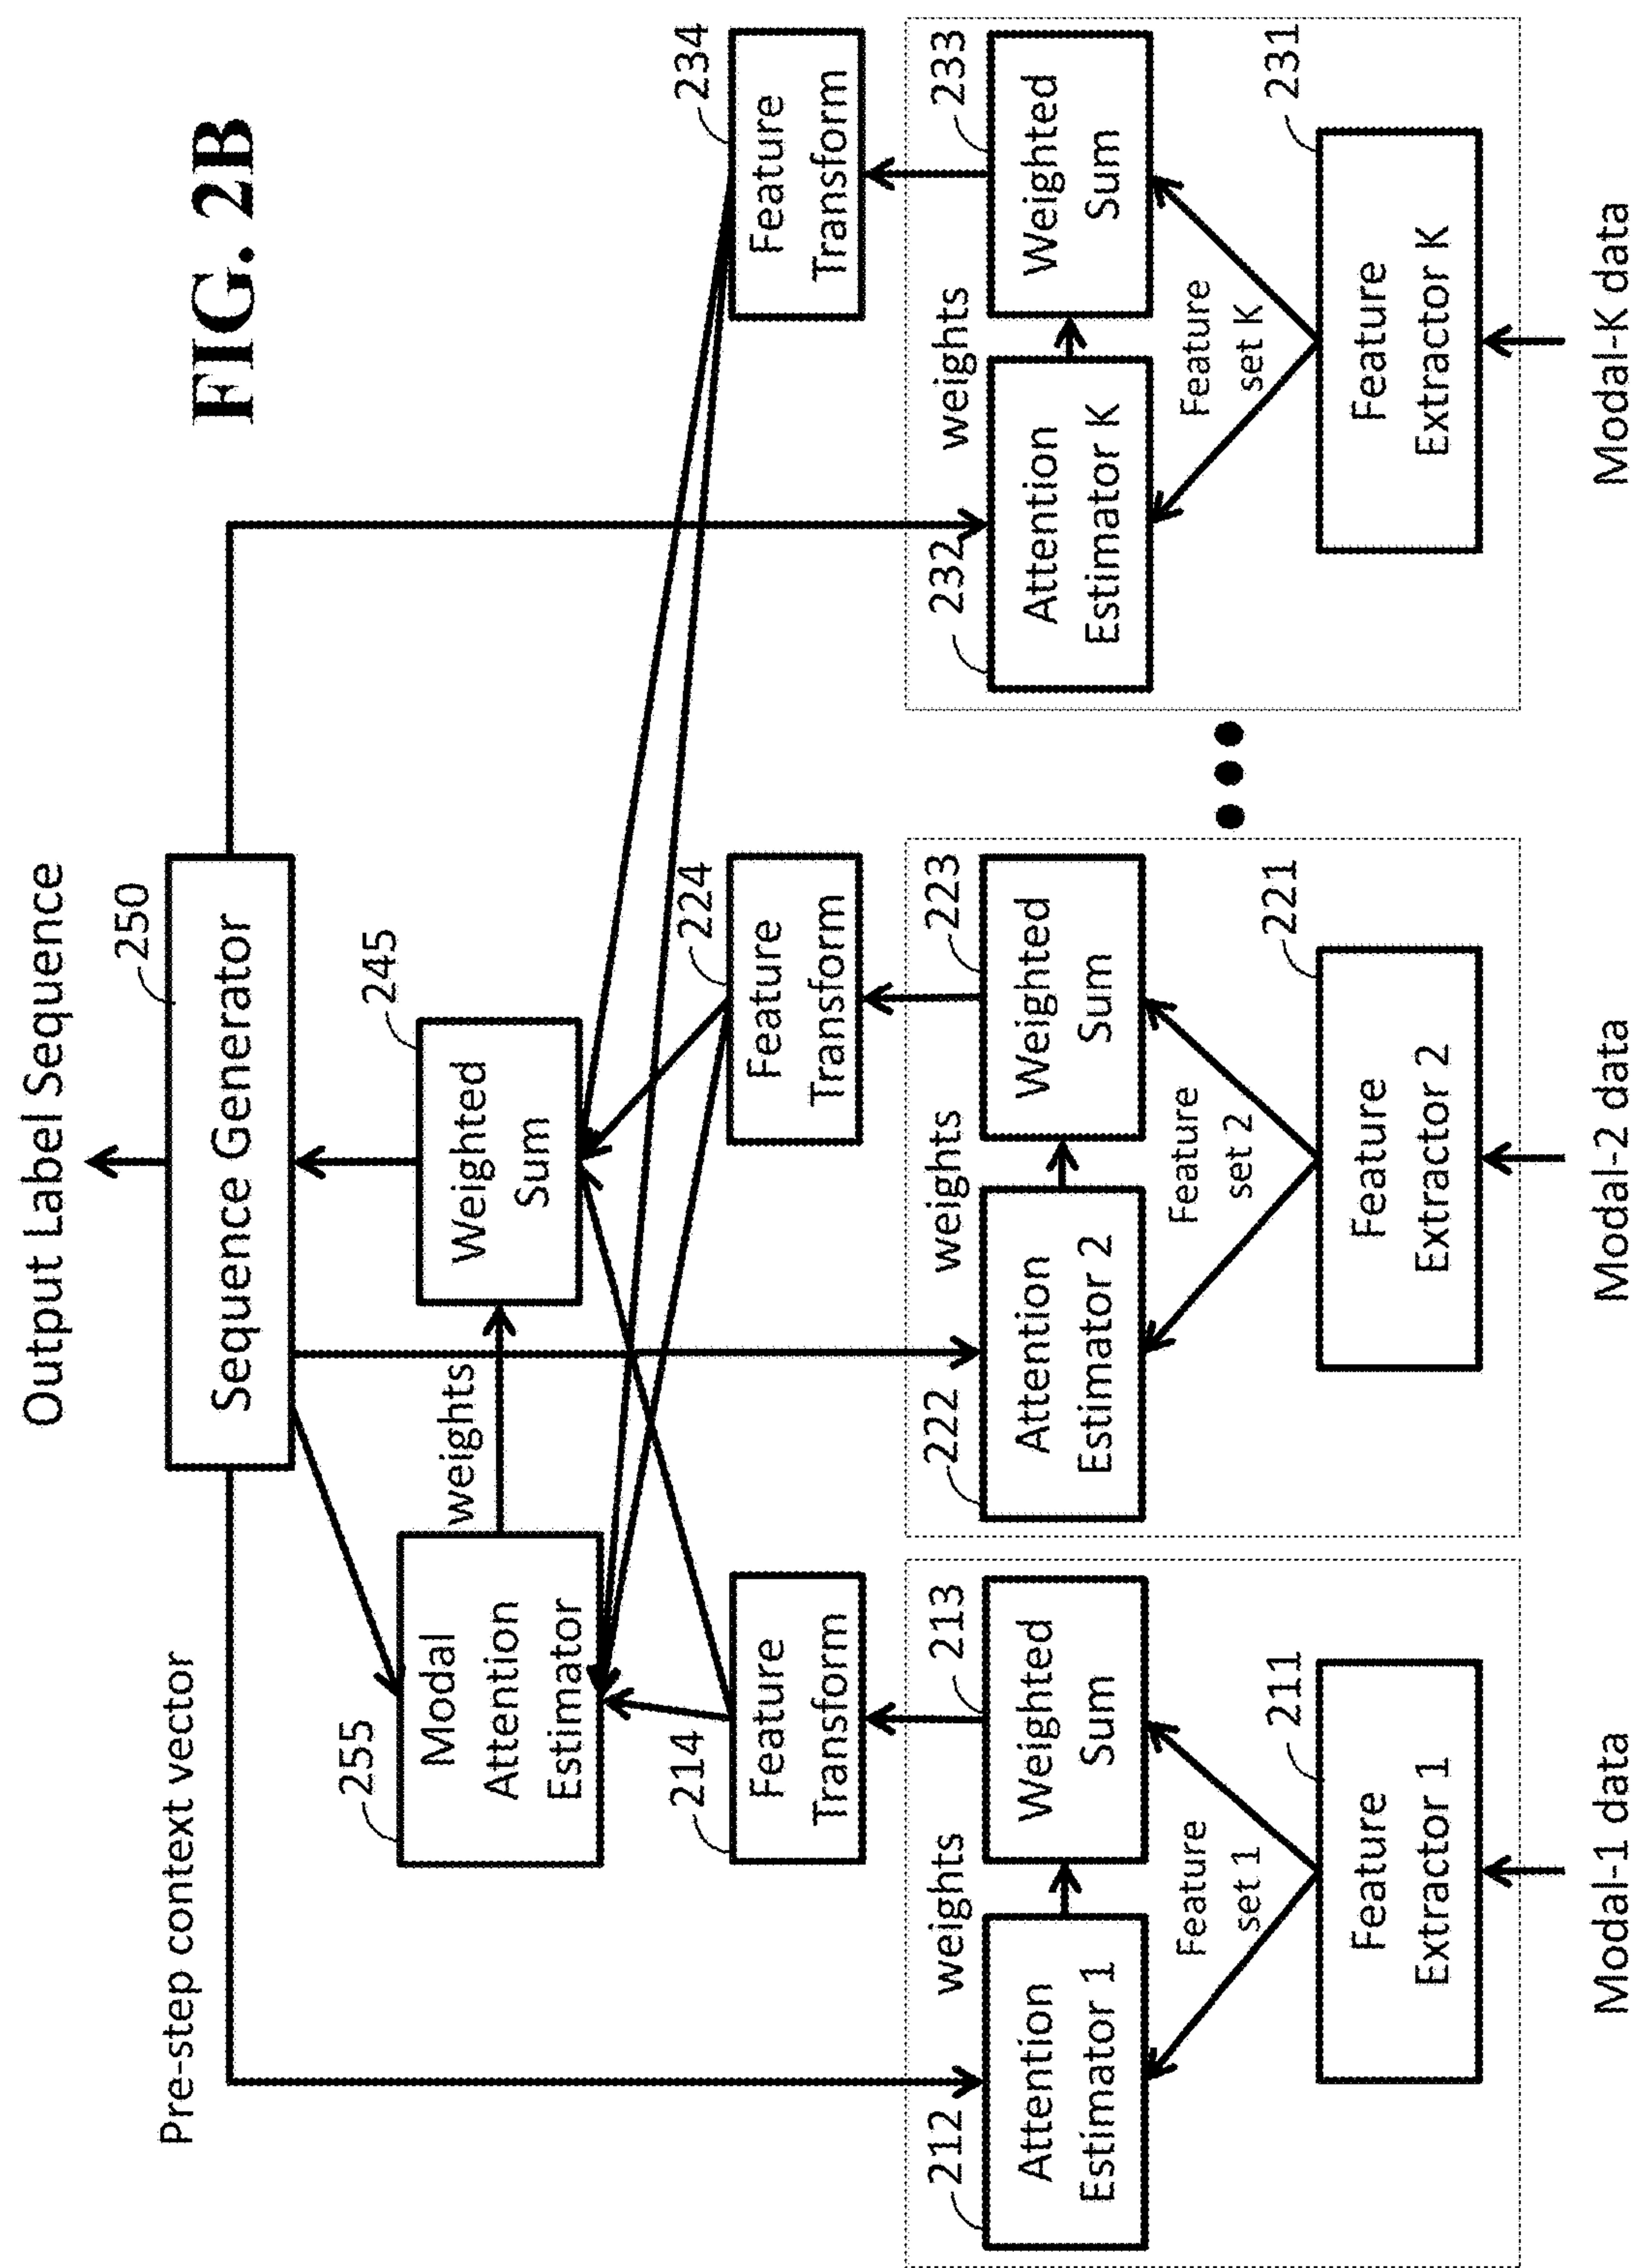 FIG. 2B
Output Label Sequence
250
Sequence Generator
Pre-step context vector
255
Modal
Attention
Estimator
weights
245
Weighted
Sum
214
Feature
Transform
224
Feature
Transform
234
Feature
Transform
212
Attention
Estimator 1
weights
213
Weighted
Sum
Feature
set 1
211
Feature
Extractor 1
Modal-1 data
222
Attention
Estimator 2
weights
223
Weighted
Sum
Feature
set 2
221
Feature
Extractor 2
Modal-2 data
232
Attention
Estimator K
weights
233
Weighted
Sum
Feature
set K
231
Feature
Extractor K
Modal-K data